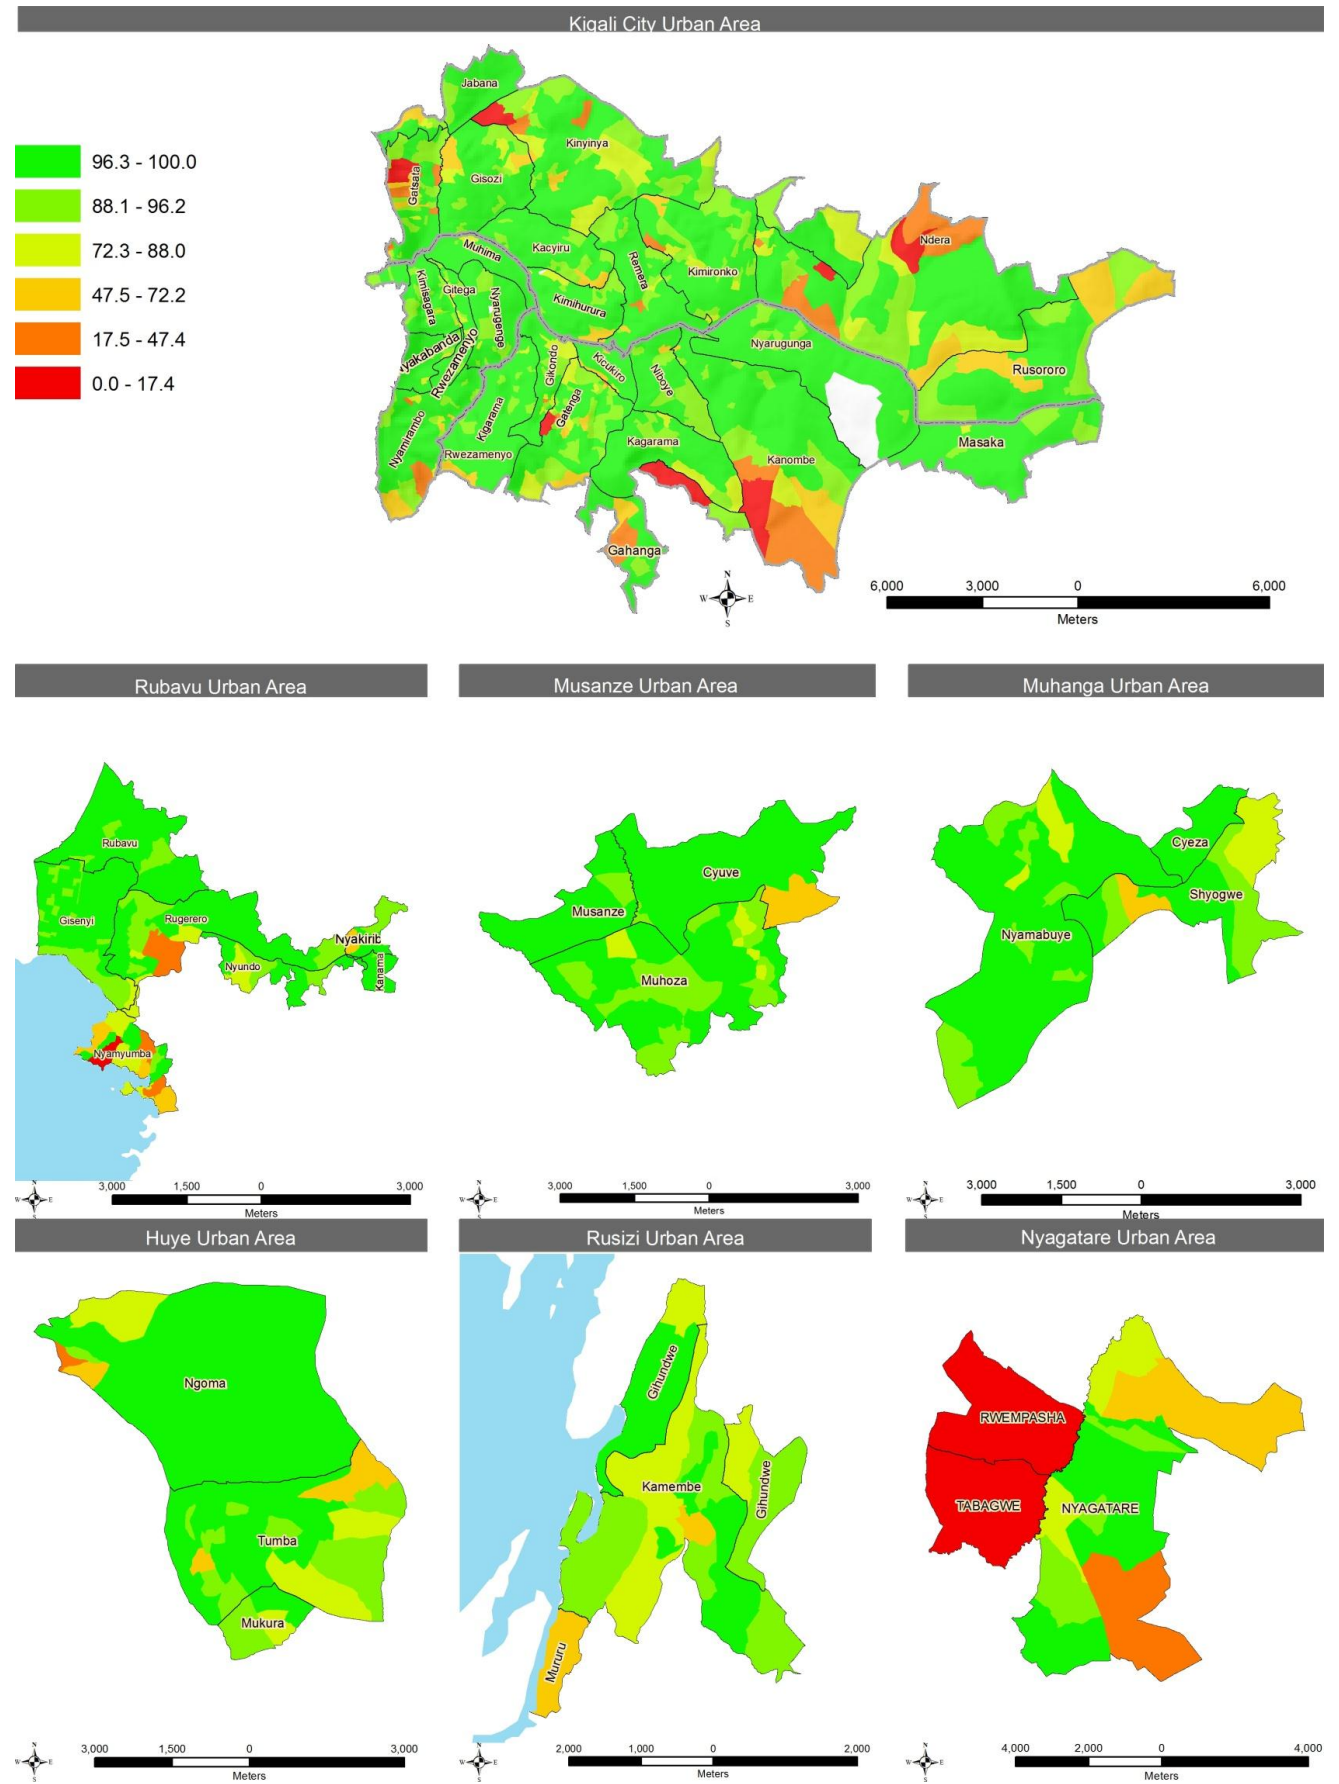 Kigali City Urban Area
96.3 - 100.0
88.1 - 96.2
72.3 - 88.0
47.5 - 72.2
17.5 - 47.4
0.0 - 17.4
Jabana
Kinyinya
Gatsata
Gisozi
Ndera
Muhima
Kacyiru
Remera
Kimironko
Kimisagara
Gitega
Nyarugenge
Kimihurura
Nyakabanda
Rwezamenyo
Nyarugunga
Gikondo
Kicukiro
Niboye
Rusororo
Nyamirambo
Kigarama
Gatenga
Kagarama
Masaka
Rwezamenyo
Kanombe
Gahanga
N
W E
S
6,000 3,000 0 6,000
Meters
Rubavu Urban Area
Musanze Urban Area
Muhanga Urban Area
Rubavu
Gisenyi
Rugerero
Nyakirib
Nyundo
Kanama
Nyamyumba
Cyuve
Musanze
Muhoza
Cyeza
Shyogwe
Nyamabuye
N
W E
S
3,000 1,500 0 3,000
Meters
N
W E
S
3,000 1,500 0 3,000
Meters
N
W E
S
3,000 1,500 0 3,000
Meters
Huye Urban Area
Rusizi Urban Area
Nyagatare Urban Area
Ngoma
Tumba
Mukura
Gihundwe
Kamembe
Gihundwe
Mururu
RWEMPASHA
TABAGWE
NYAGATARE
N
W E
S
3,000 1,500 0 3,000
Meters
N
W E
S
2,000 1,000 0 2,000
Meters
N
W E
S
4,000 2,000 0 4,000
Meters